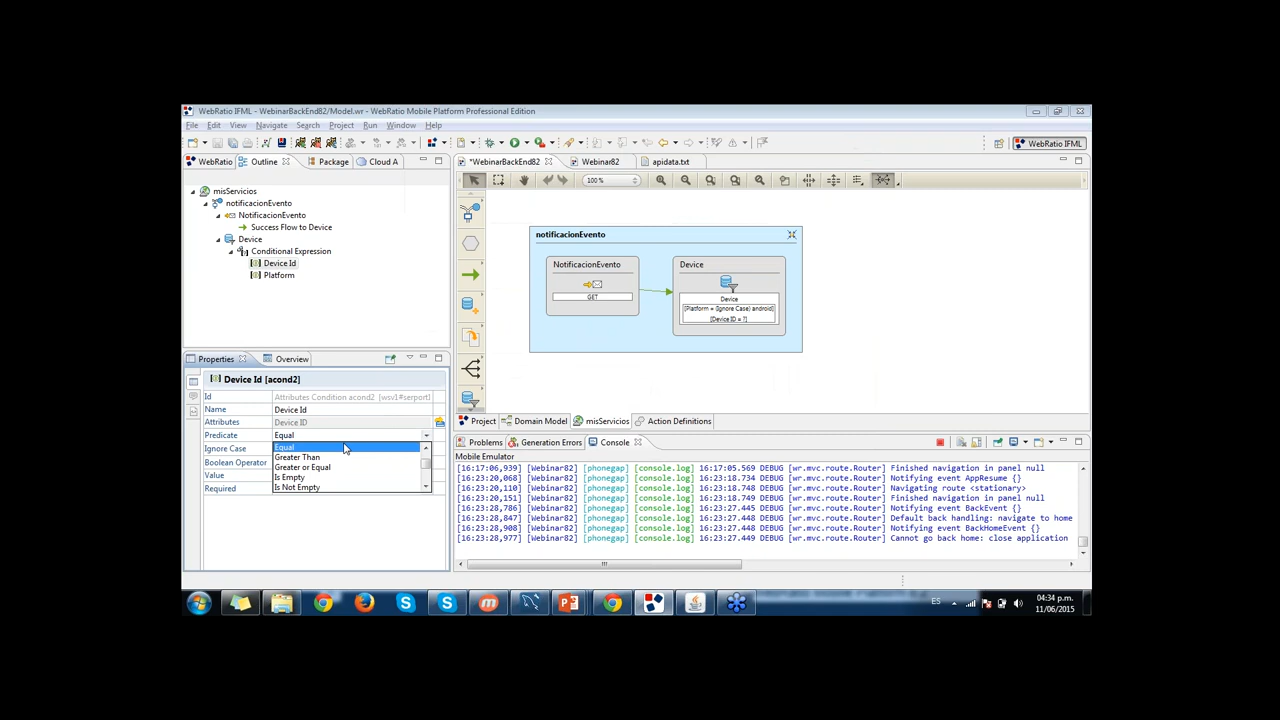 WebRatio IFML - WebinarBackEnd82/Model.wr - WebRatio Mobile Platform Professional Edition
File Edit View Navigate Search Project Run Window Help
WebRatio IFML
WebRatio Outline Package Cloud A
*WebinarBackEnd82 Webinar82 apidata.txt
100%
misServicios
notificacionEvento
NotificacionEvento
Success Flow to Device
Device
Conditional Expression
Device Id
Platform
notificacionEvento
NotificacionEvento
GET
Device
Device
[Platform = (Ignore Case) android]
[Device ID = ?]
Properties Overview
Device Id [acond2]
Id Attributes Condition acond2
Name Device Id
Attributes Device ID
Predicate Equal
Ignore Case
Boolean Operator
Value
Required
Equal
Greater Than
Greater or Equal
Is Empty
Is Not Empty
Project Domain Model misServicios Action Definitions
Problems Generation Errors Console
Mobile Emulator
[16:17:06,939] [Webinar82] [phonegap] [console.log] 16:17:05.569 DEBUG [wr.mvc.route.Router] Finished navigation in panel null
[16:23:20,068] [Webinar82] [phonegap] [console.log] 16:23:18.734 DEBUG [wr.mvc.route.Router] Notifying event AppResume {}
[16:23:20,110] [Webinar82] [phonegap] [console.log] 16:23:18.748 DEBUG [wr.mvc.route.Router] Navigating route <stationary>
[16:23:20,151] [Webinar82] [phonegap] [console.log] 16:23:18.749 DEBUG [wr.mvc.route.Router] Finished navigation in panel null
[16:23:28,786] [Webinar82] [phonegap] [console.log] 16:23:27.445 DEBUG [wr.mvc.route.Router] Notifying event BackEvent {}
[16:23:28,847] [Webinar82] [phonegap] [console.log] 16:23:27.447 DEBUG [wr.mvc.route.Router] Default back handling: navigate to home
[16:23:28,908] [Webinar82] [phonegap] [console.log] 16:23:27.449 DEBUG [wr.mvc.route.Router] Notifying event BackHomeEvent {}
[16:23:28,977] [Webinar82] [phonegap] [console.log] 16:23:27.449 DEBUG [wr.mvc.route.Router] Cannot go back home: close application
ES
04:34 p.m.
11/06/2015